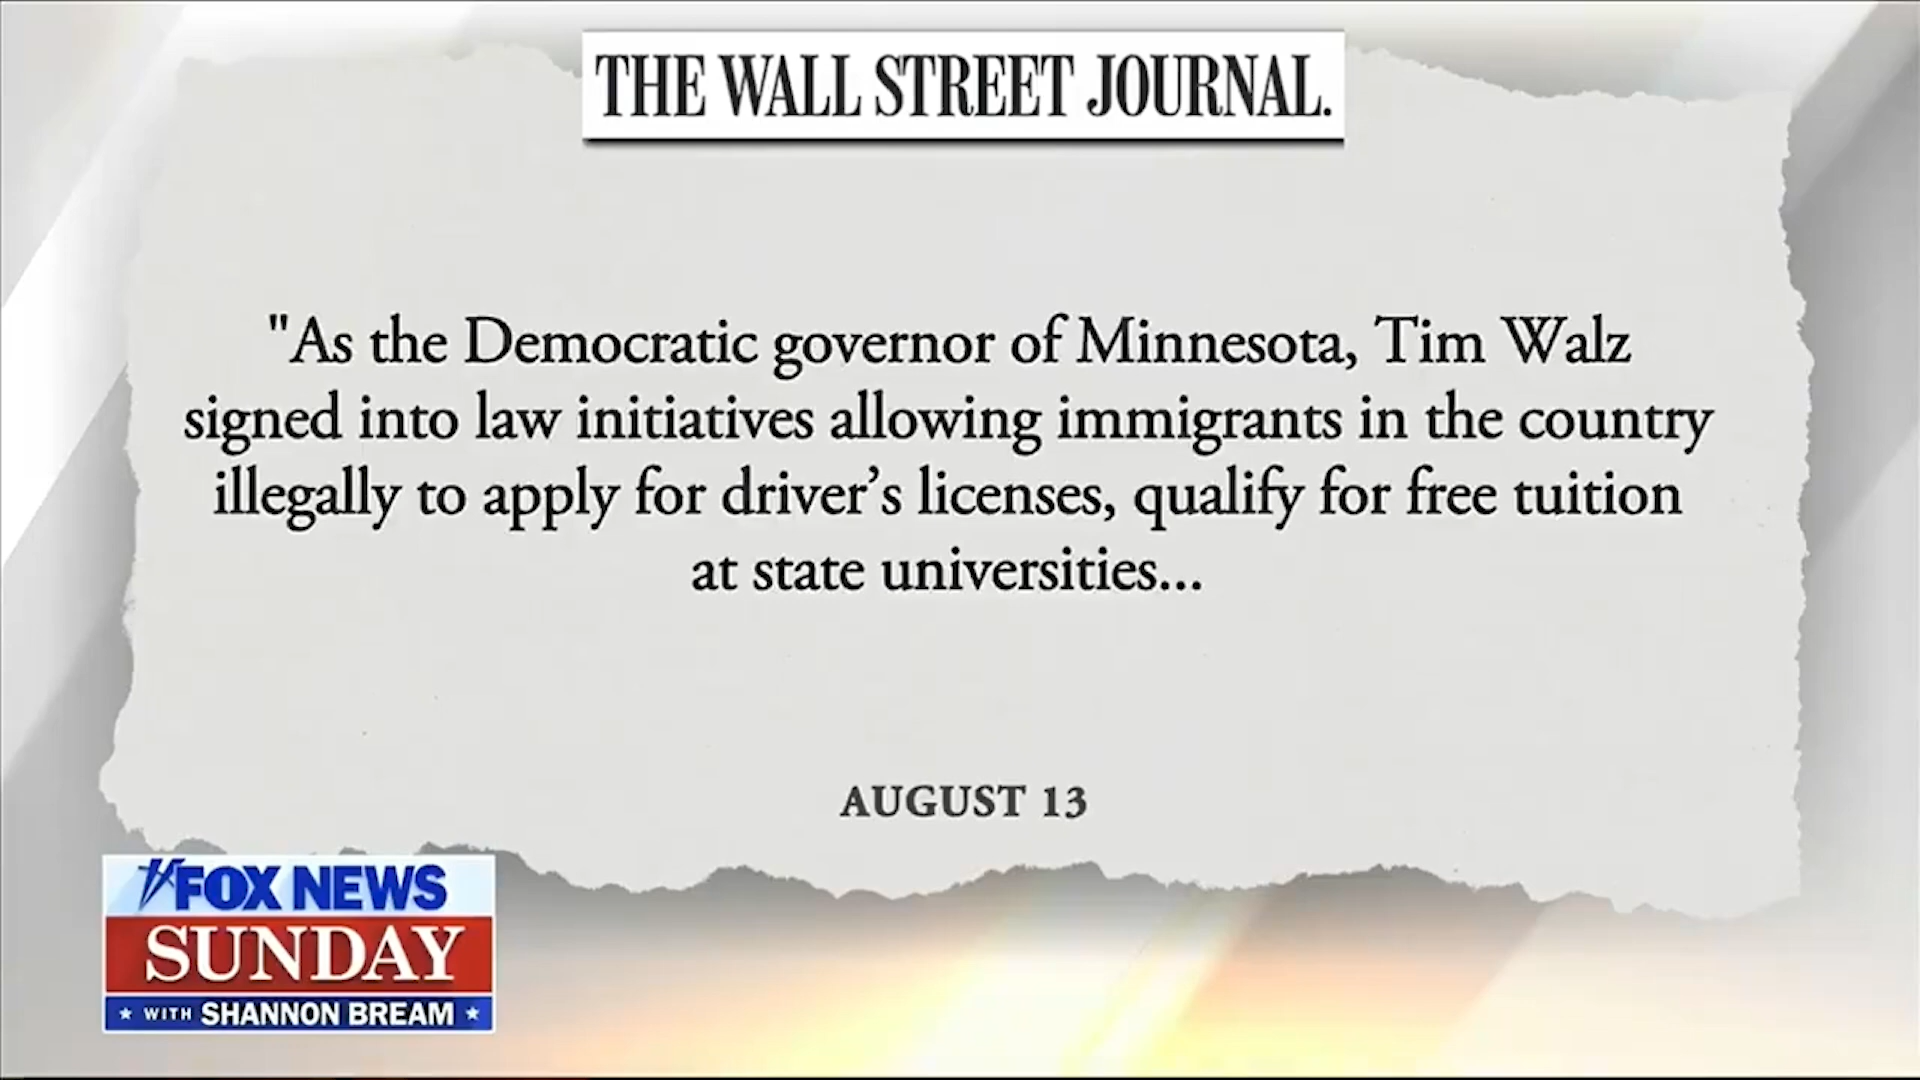 THE WALL STREET JOURNAL.
"As the Democratic governor of Minnesota, Tim Walz
signed into law initiatives allowing immigrants in the country
illegally to apply for driver’s licenses, qualify for free tuition
at state universities...
AUGUST 13
FOX NEWS
SUNDAY
WITH SHANNON BREAM